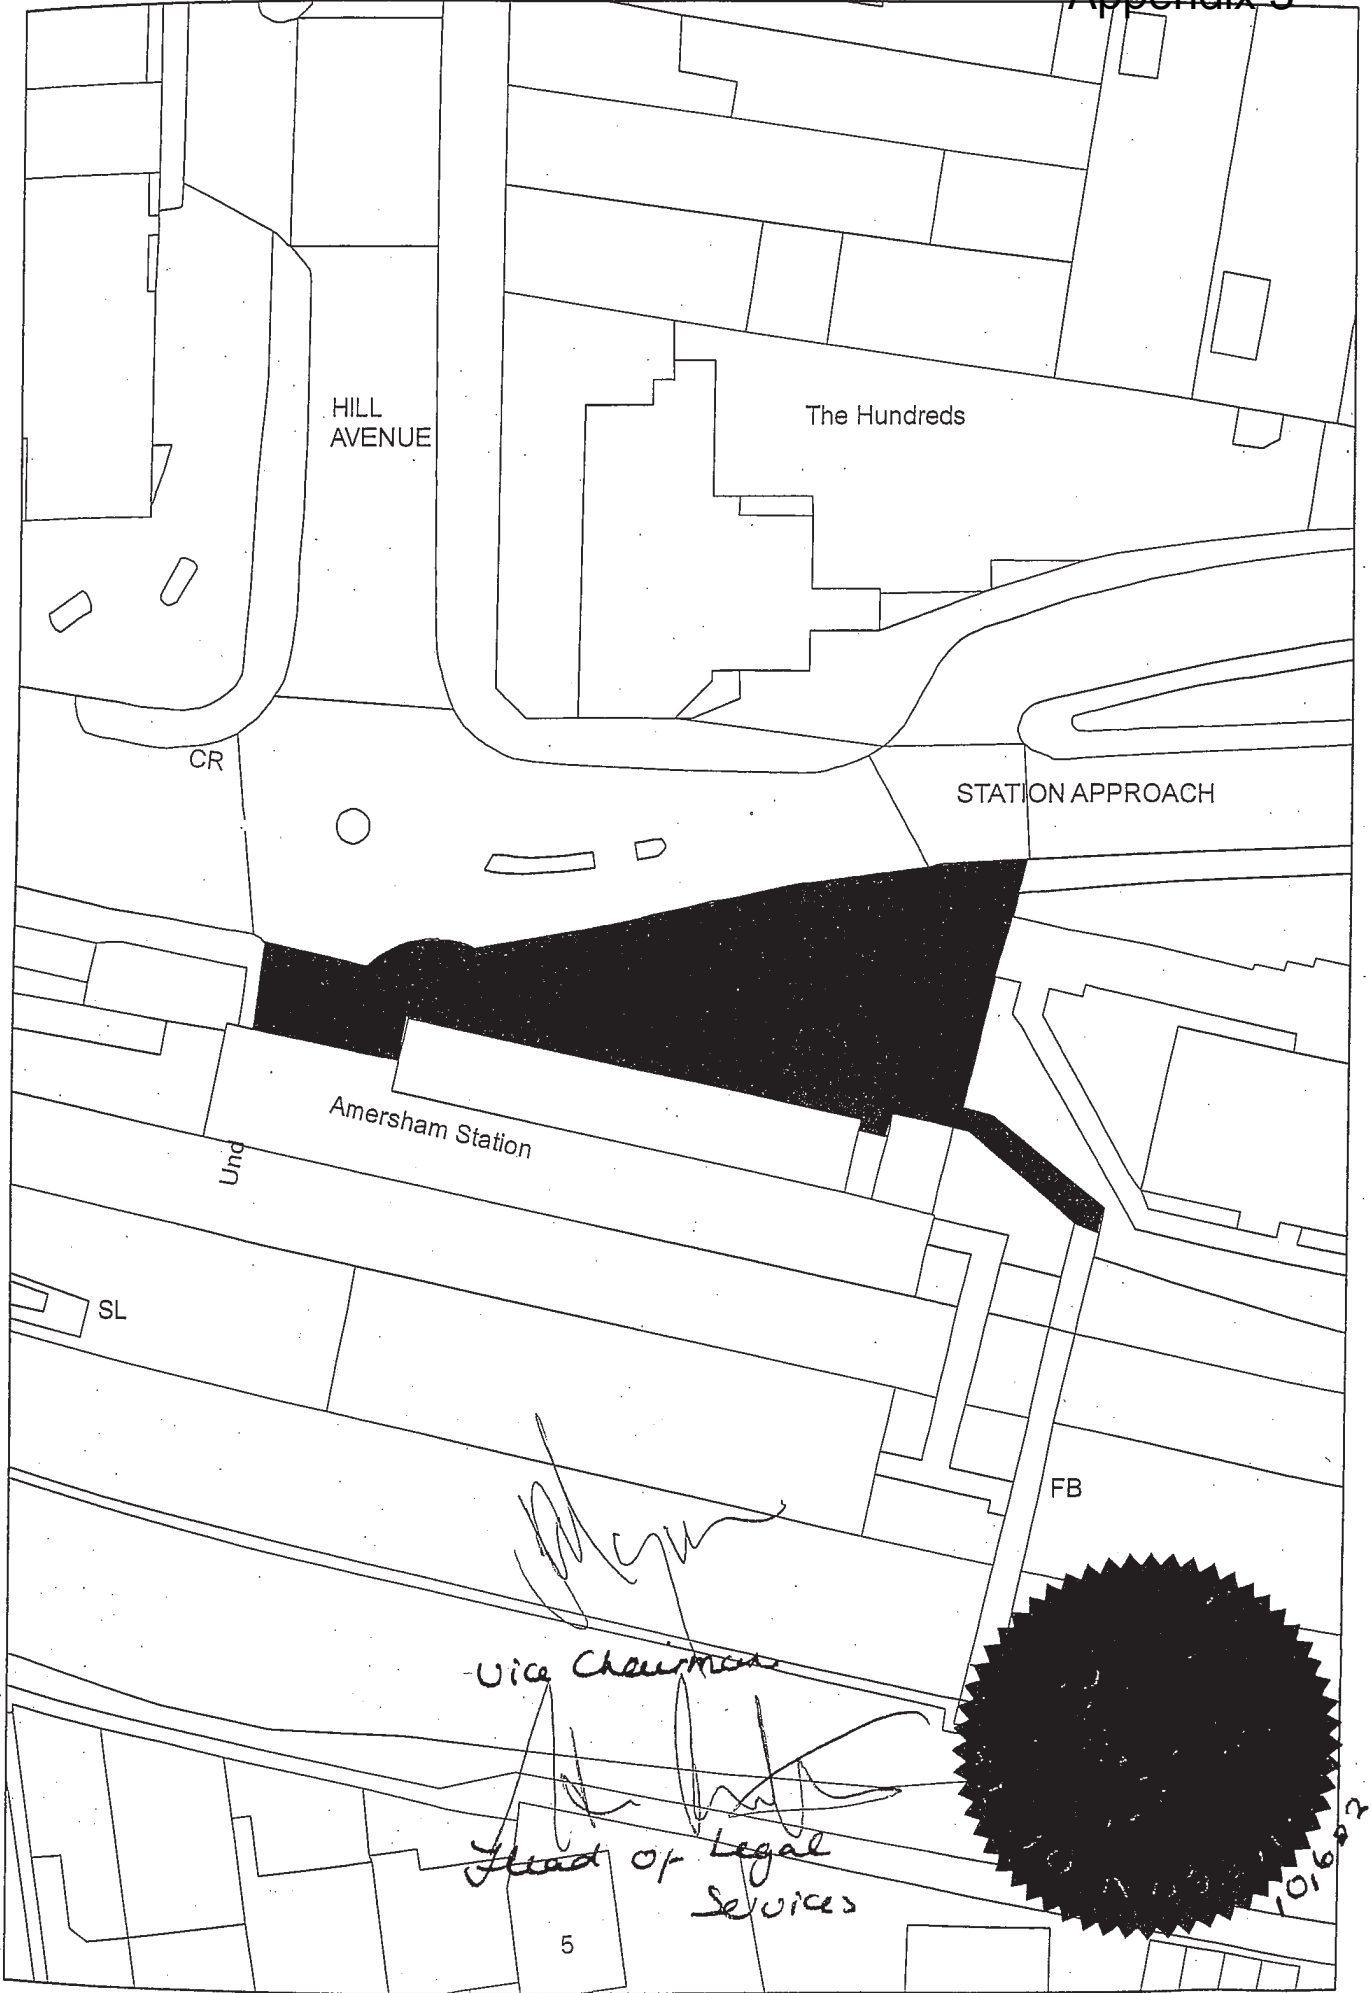 Appendix 3
HILL
AVENUE
The Hundreds
CR
STATION APPROACH
Amersham Station
Und
SL
FB
Vice Chairman
Head of Legal
Services
5